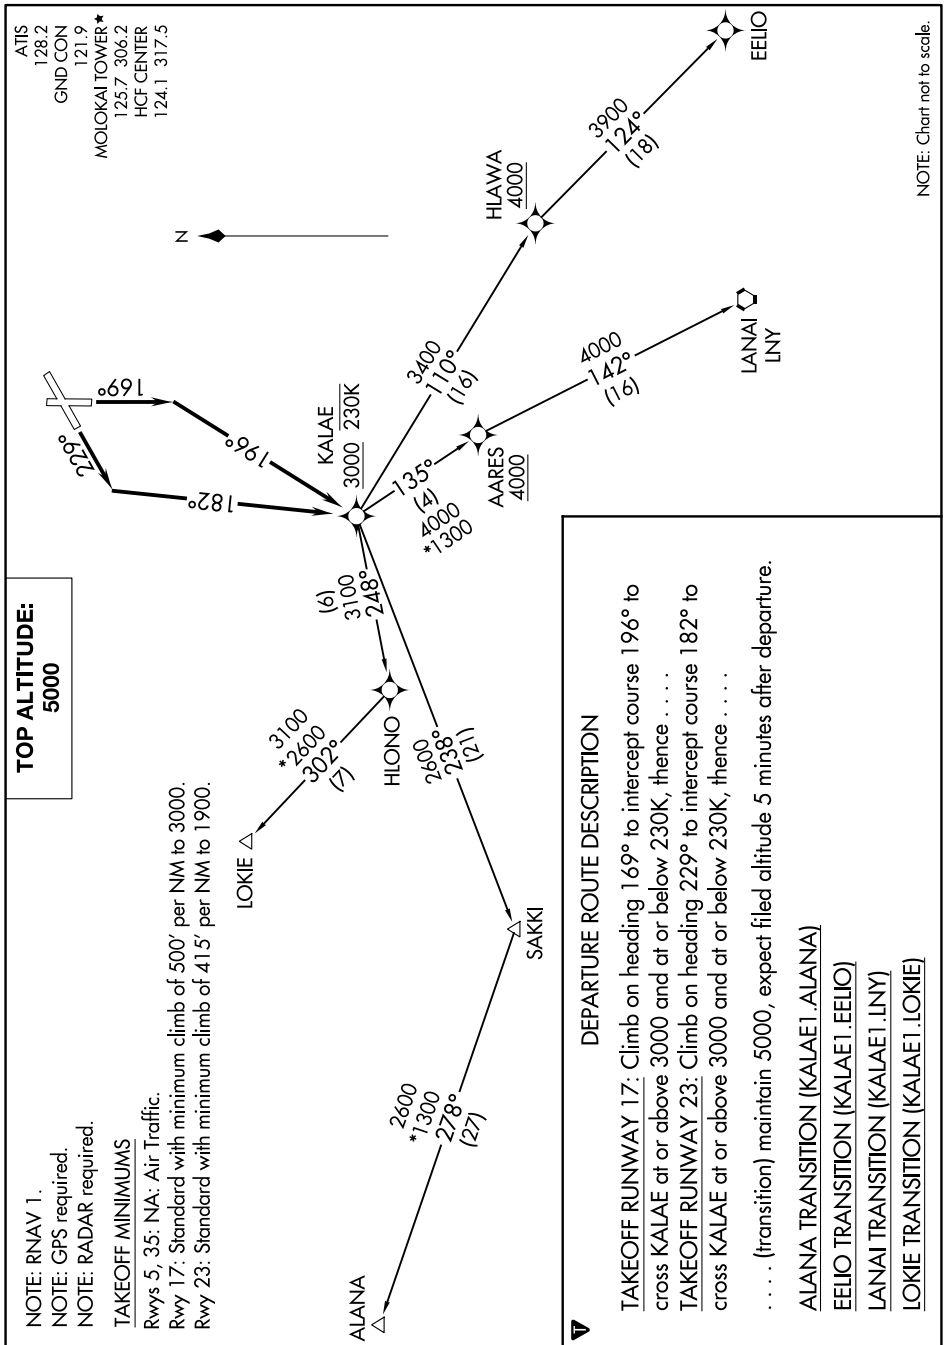 ATIS
128.2
GND CON
121.9
MOLOKAI TOWER★
125.7 306.2
HCF CENTER
124.1 317.5
TOP ALTITUDE:
5000
NOTE: RNAV 1.
NOTE: GPS required.
NOTE: RADAR required.
TAKEOFF MINIMUMS
Rwys 5, 35: NA: Air Traffic.
Rwy 17: Standard with minimum climb of 500' per NM to 3000.
Rwy 23: Standard with minimum climb of 415' per NM to 1900.
N
229°
169°
182°
196°
KALAE
3000 230K
(6)
3100
248°
HLONO
3100
*2600
302°
(7)
LOKIE
2600
238°
(21)
SAKKI
2600
*1300
278°
(27)
ALANA
135°
(4)
4000
*1300
AARES
4000
4000
142°
(16)
LANAI
LNY
3400
110°
(16)
HLAWA
4000
3900
124°
(18)
EELIO
NOTE: Chart not to scale.
T
DEPARTURE ROUTE DESCRIPTION
TAKEOFF RUNWAY 17: Climb on heading 169° to intercept course 196° to
cross KALAE at or above 3000 and at or below 230K, thence . . . .
TAKEOFF RUNWAY 23: Climb on heading 229° to intercept course 182° to
cross KALAE at or above 3000 and at or below 230K, thence . . . .
. . . . (transition) maintain 5000, expect filed altitude 5 minutes after departure.
ALANA TRANSITION (KALAE1.ALANA)
EELIO TRANSITION (KALAE1.EELIO)
LANAI TRANSITION (KALAE1.LNY)
LOKIE TRANSITION (KALAE1.LOKIE)